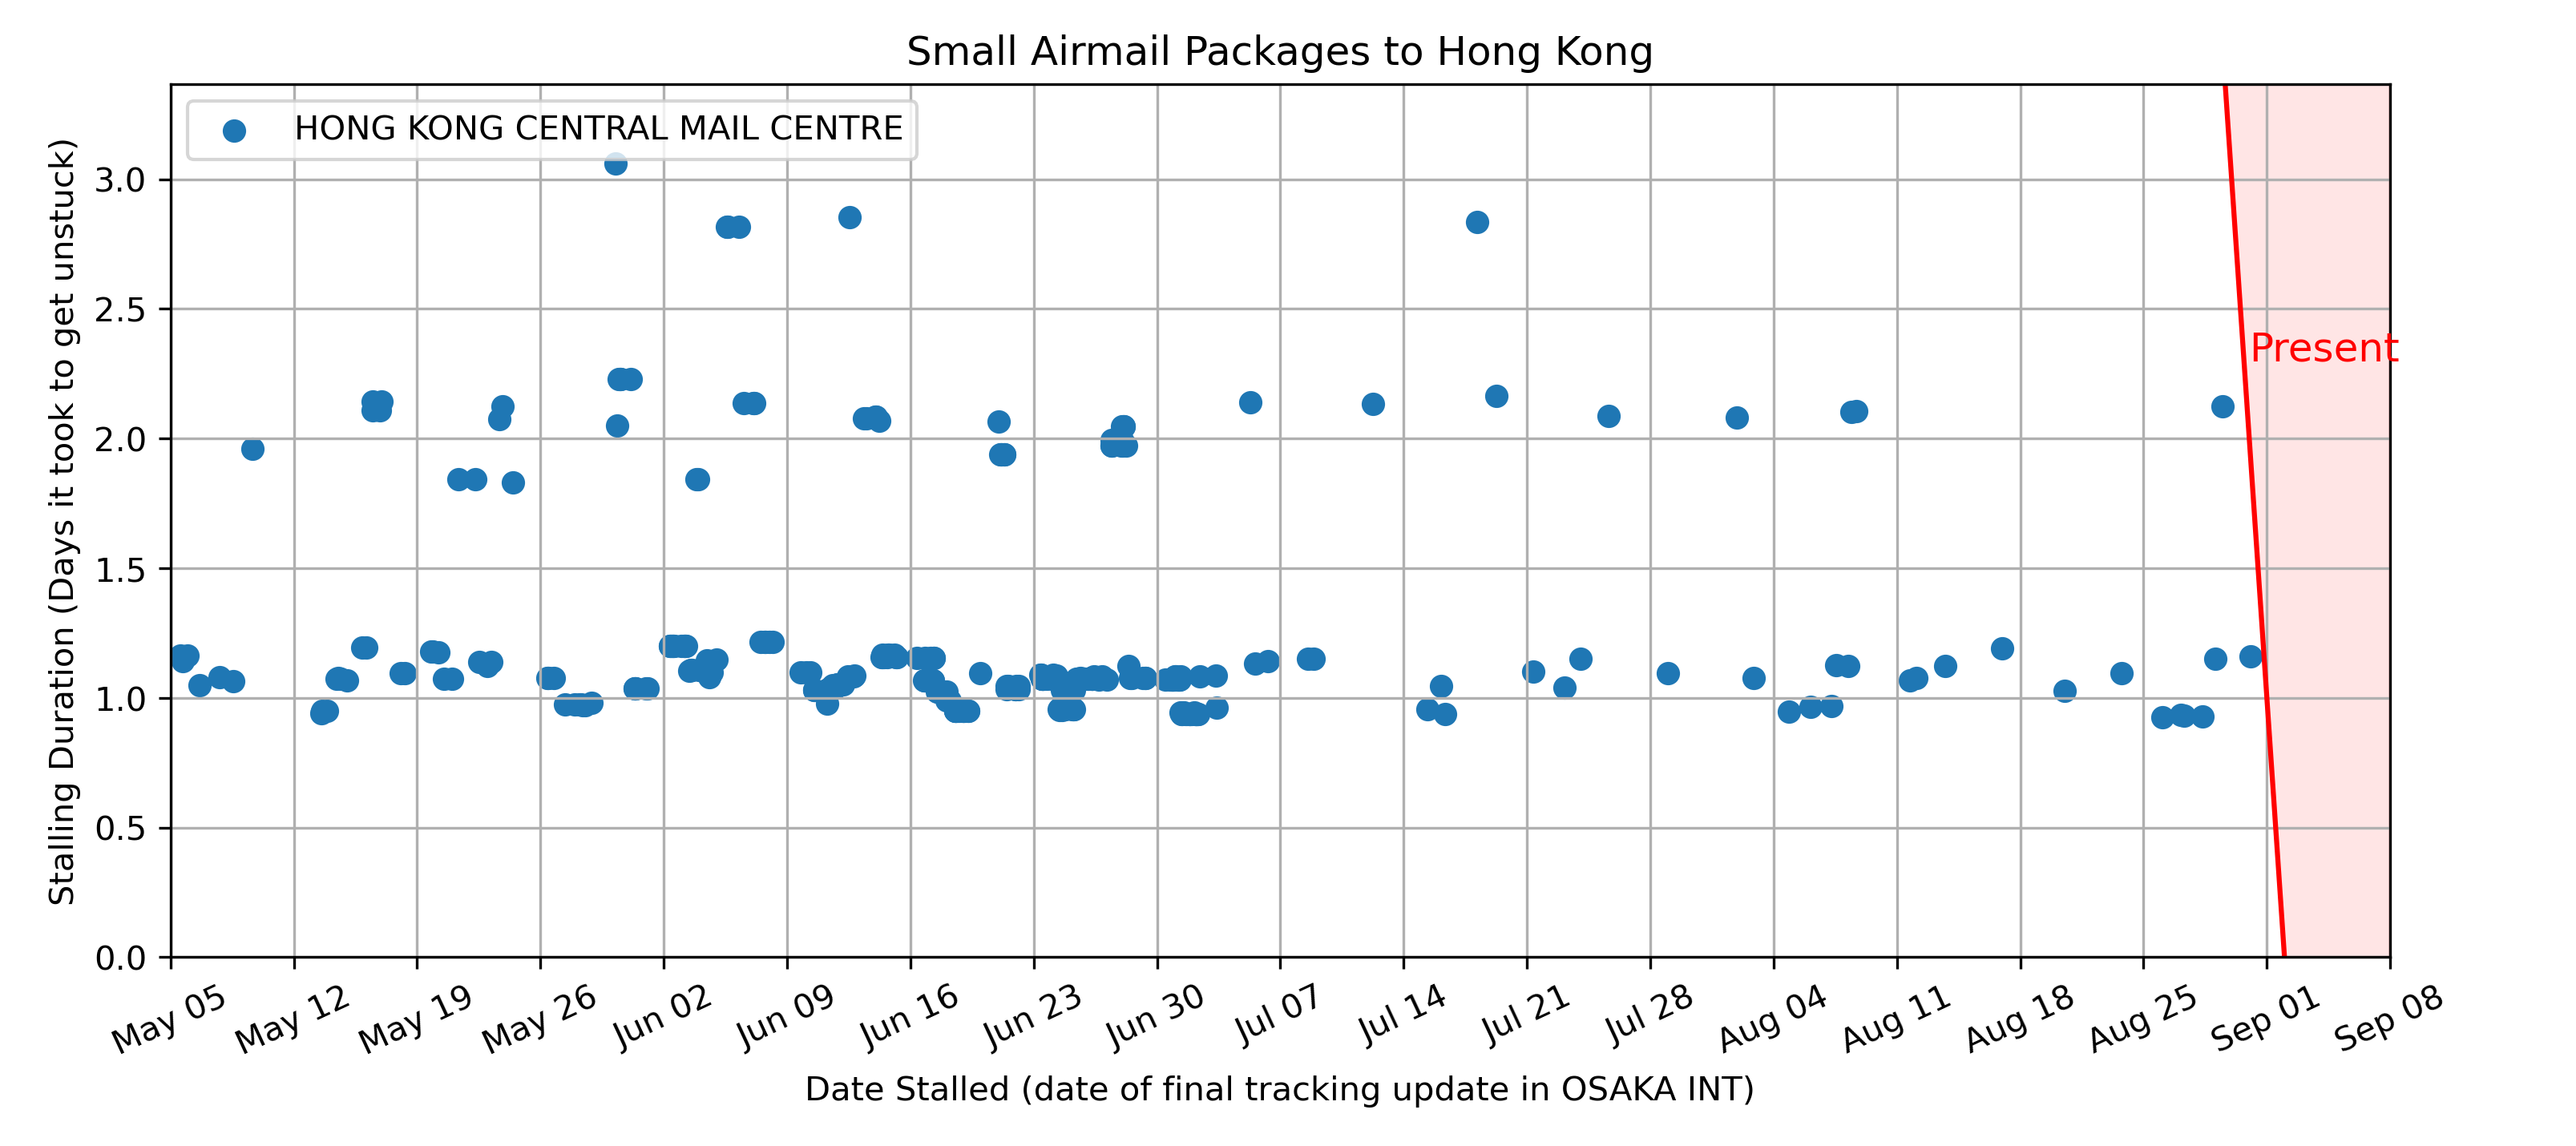 Small Airmail Packages to Hong Kong
HONG KONG CENTRAL MAIL CENTRE
Stalling Duration (Days it took to get unstuck)
3.0
2.5
2.0
1.5
1.0
0.5
0.0
Present
May 05
May 12
May 19
May 26
Jun 02
Jun 09
Jun 16
Jun 23
Jun 30
Jul 07
Jul 14
Jul 21
Jul 28
Aug 04
Aug 11
Aug 18
Aug 25
Sep 01
Sep 08
Date Stalled (date of final tracking update in OSAKA INT)